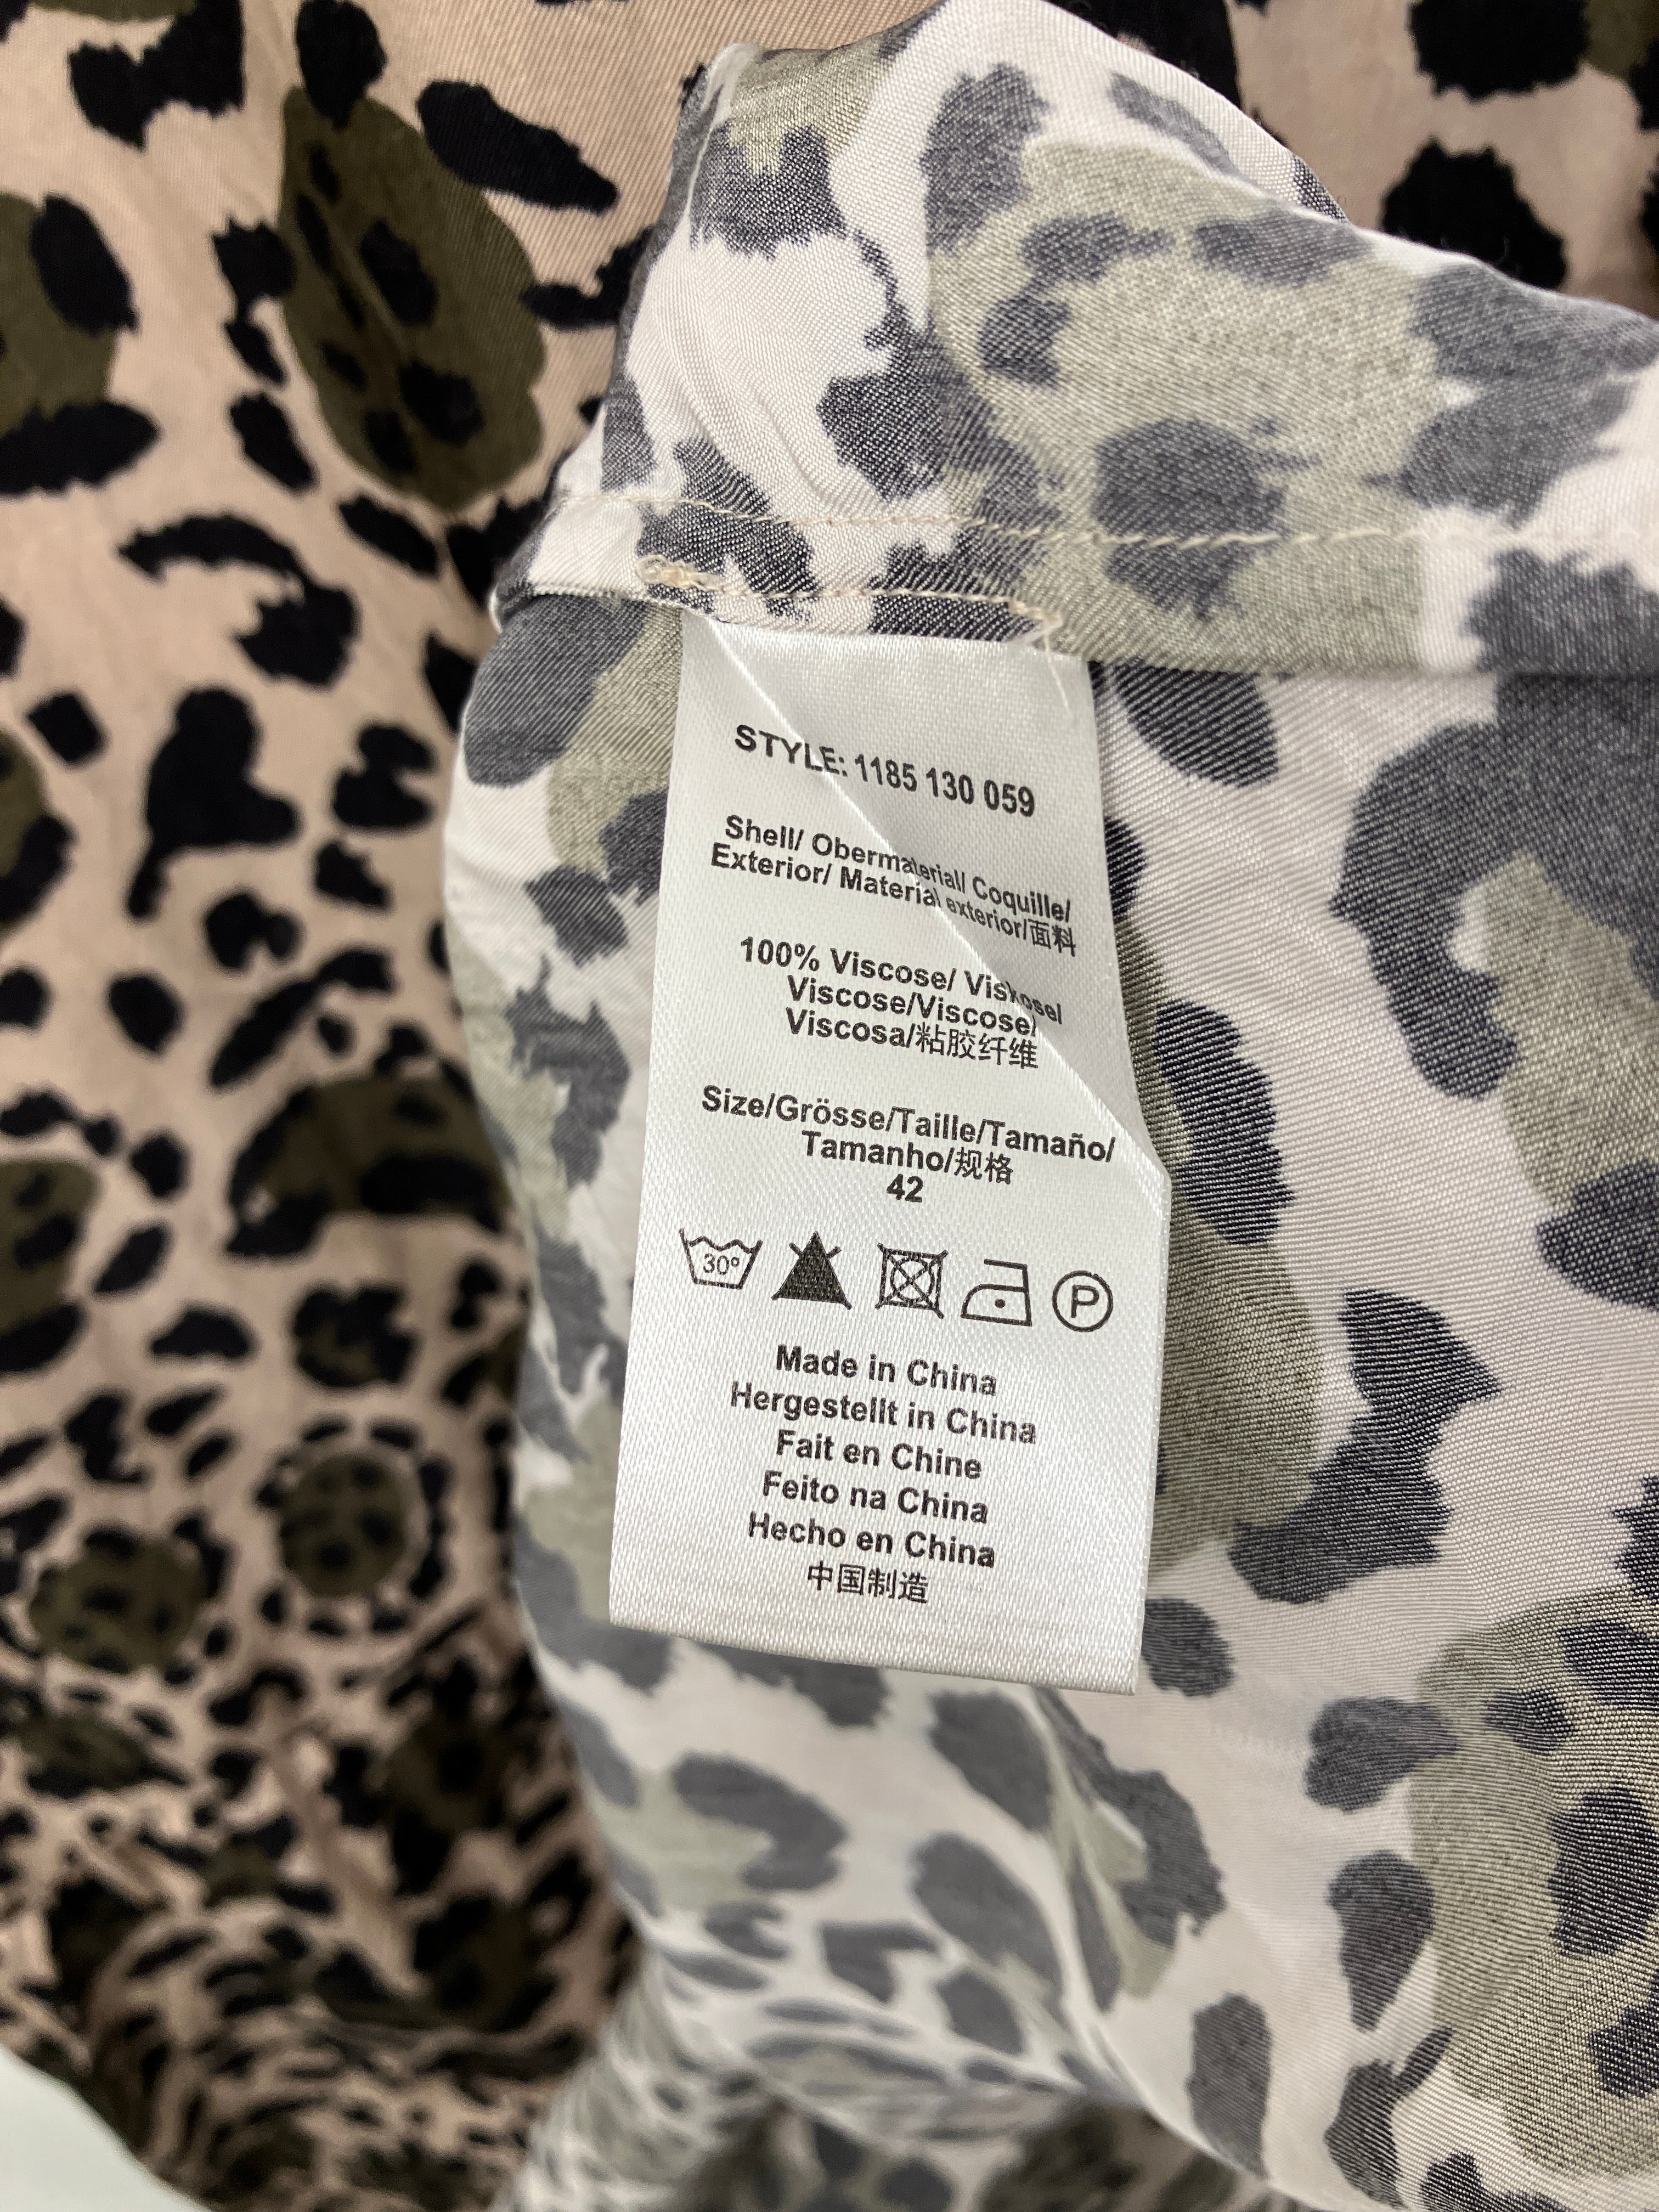 STYLE: 1185 130 059
Shell/ Obermaterial/ Coquille/
Exterior/ Material exterior/面料
100% Viscose/ Viskose/
Viscose/Viscose/
Viscosa/粘胶纤维
Size/Grösse/Taille/Tamaño/
Tamanho/规格
42
30°
P
Made in China
Hergestellt in China
Fait en Chine
Feito na China
Hecho en China
中国制造